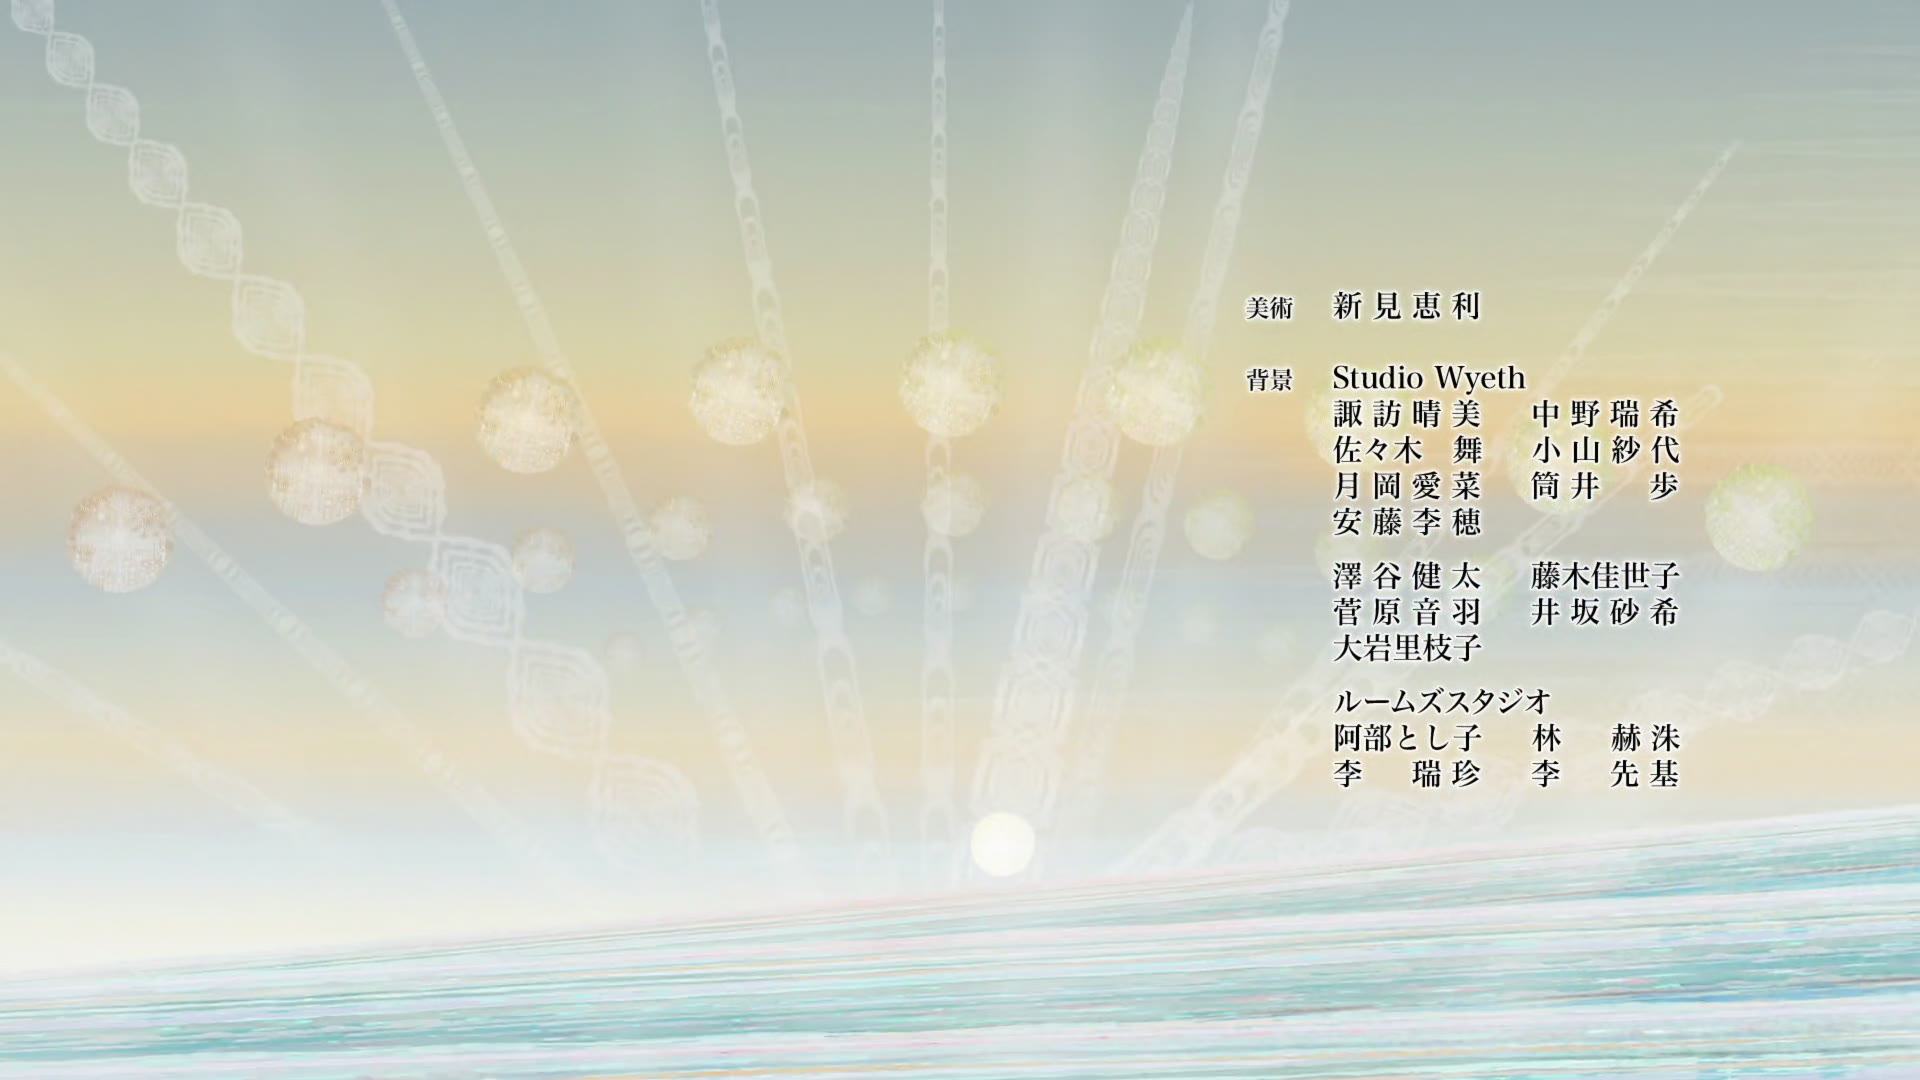 美術 新見恵利
背景 Studio Wyeth
諏訪晴美 中野瑞希
佐々木 舞 小山紗代
月岡愛菜 筒井 歩
安藤李穂
澤谷健太 藤木佳世子
菅原音羽 井坂砂希
大岩里枝子
ルームズスタジオ
阿部とし子 林 赫洙
李 瑞珍 李 先基